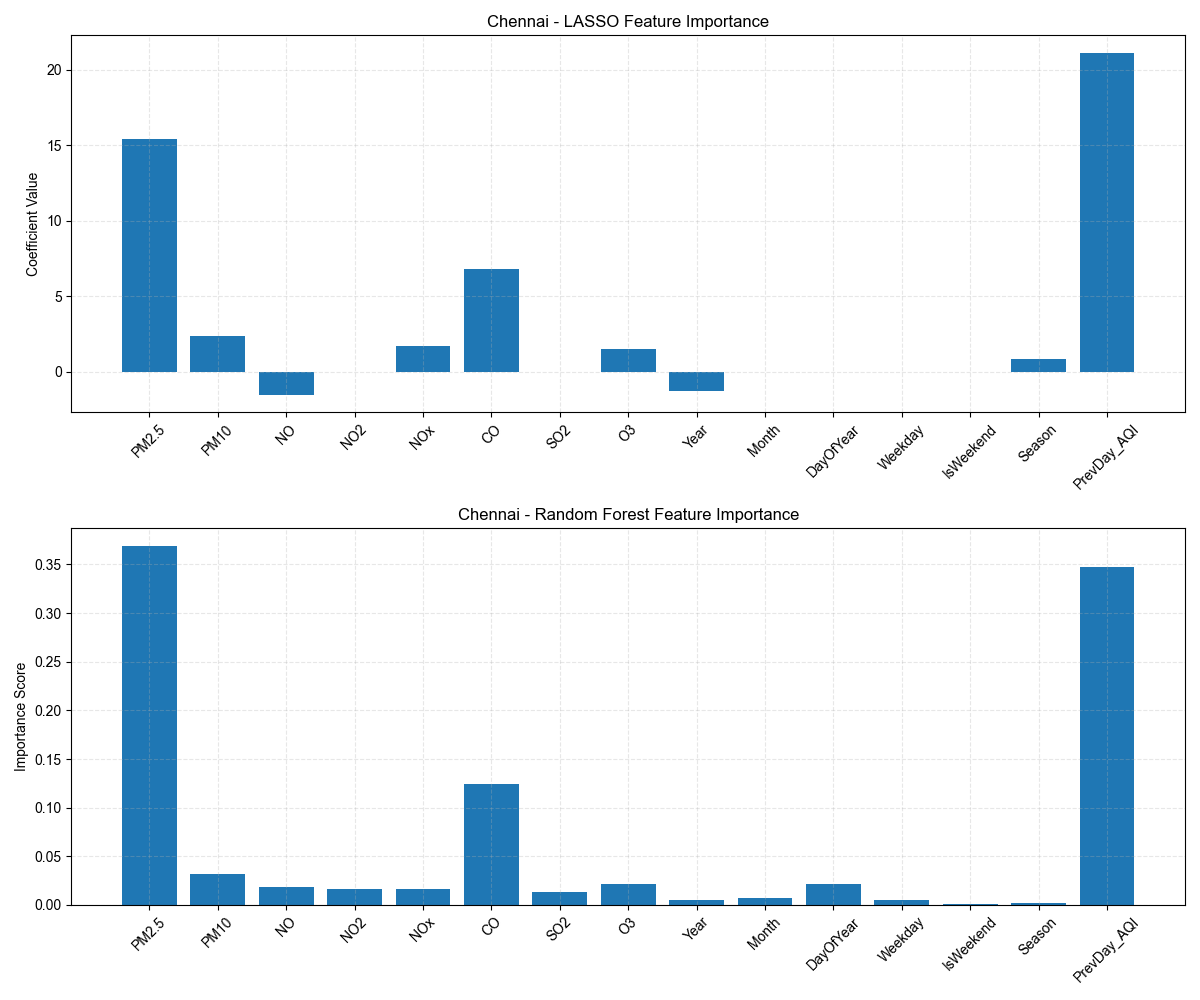 Chennai - LASSO Feature Importance
20
15
10
5
0
Coefficient Value
PM2.5
PM10
NO
NO2
NOx
CO
SO2
O3
Year
Month
DayOfYear
Weekday
IsWeekend
Season
PrevDay_AQI
Chennai - Random Forest Feature Importance
0.35
0.30
0.25
0.20
0.15
0.10
0.05
0.00
Importance Score
PM2.5
PM10
NO
NO2
NOx
CO
SO2
O3
Year
Month
DayOfYear
Weekday
IsWeekend
Season
PrevDay_AQI